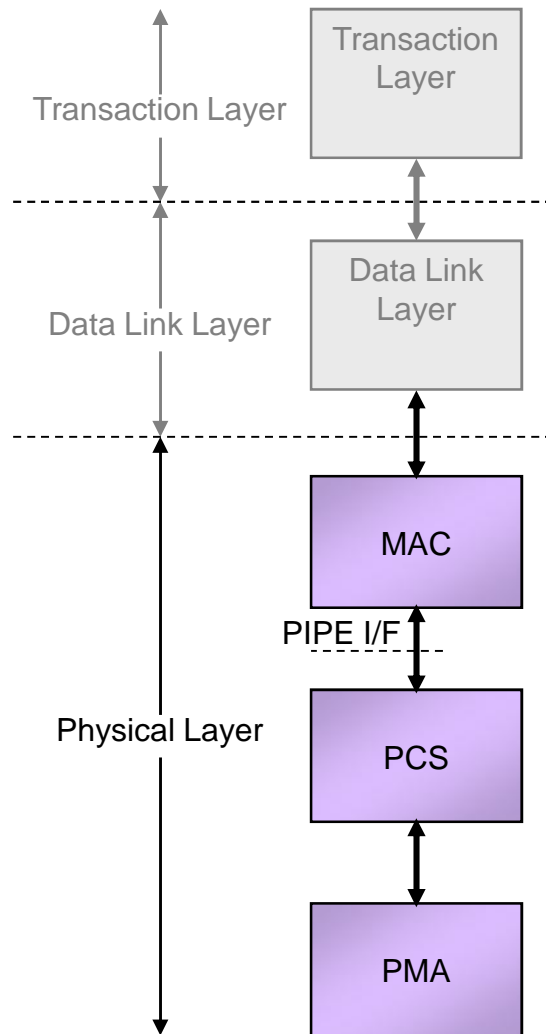 Transaction
Layer
Transaction Layer
Data Link
Layer
Data Link Layer
MAC
PIPE I/F
Physical Layer
PCS
PMA